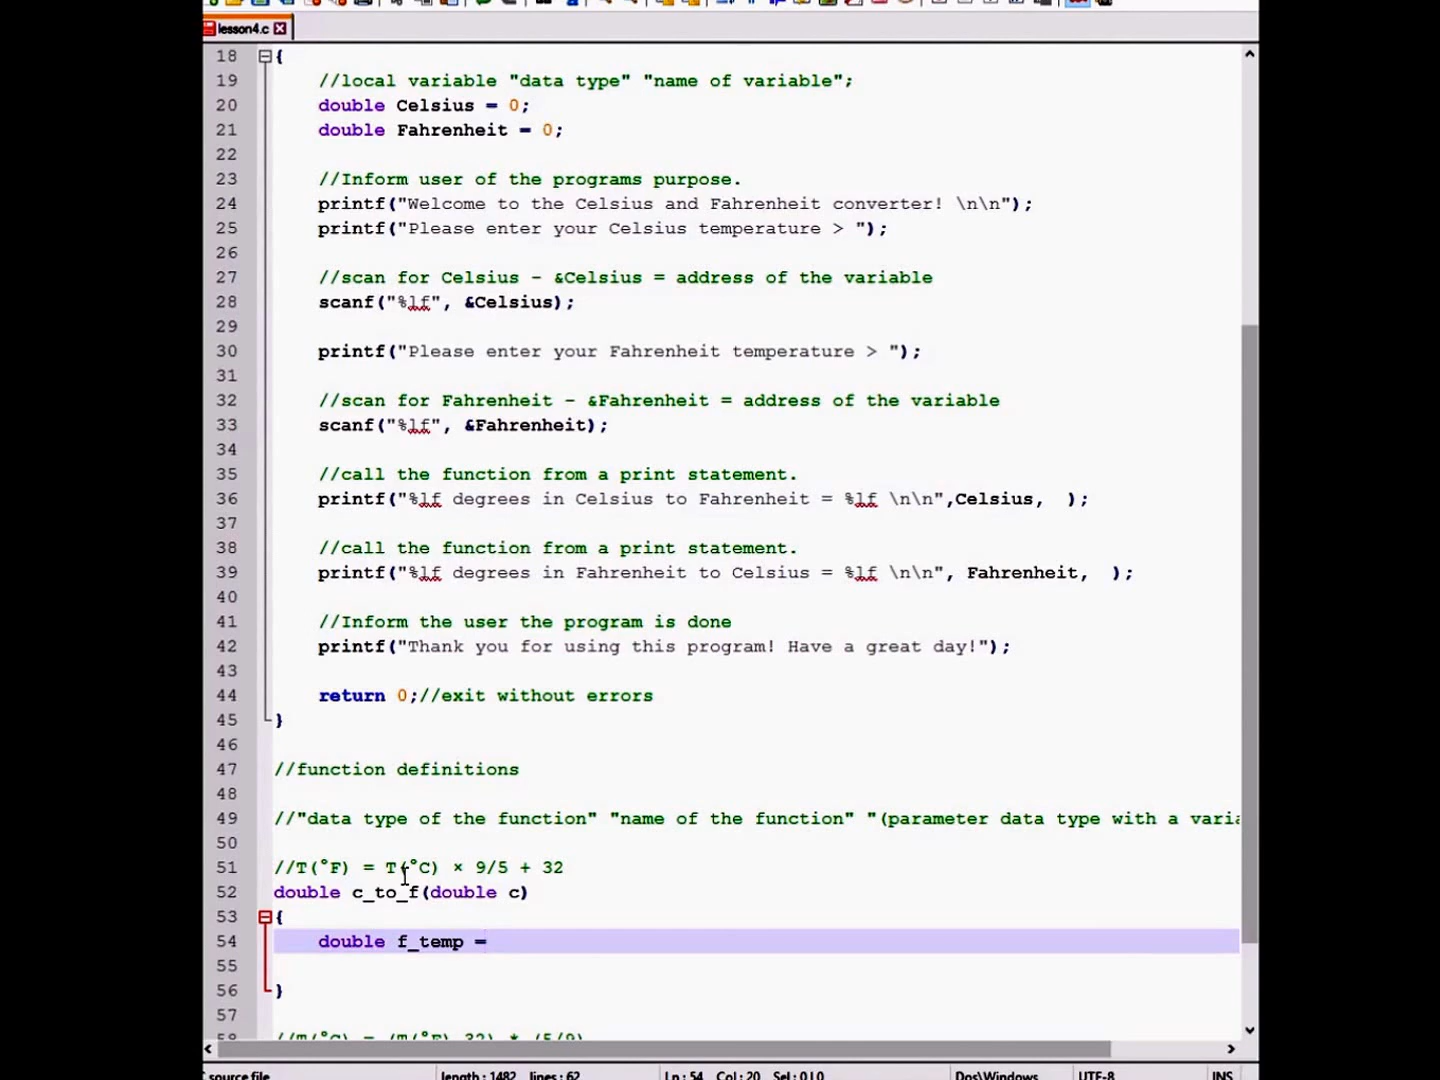 lesson4.c
18 {
19 //local variable "data type" "name of variable";
20 double Celsius = 0;
21 double Fahrenheit = 0;
22
23 //Inform user of the programs purpose.
24 printf("Welcome to the Celsius and Fahrenheit converter! \n\n");
25 printf("Please enter your Celsius temperature > ");
26
27 //scan for Celsius - &Celsius = address of the variable
28 scanf("%lf", &Celsius);
29
30 printf("Please enter your Fahrenheit temperature > ");
31
32 //scan for Fahrenheit - &Fahrenheit = address of the variable
33 scanf("%lf", &Fahrenheit);
34
35 //call the function from a print statement.
36 printf("%lf degrees in Celsius to Fahrenheit = %lf \n\n",Celsius,  );
37
38 //call the function from a print statement.
39 printf("%lf degrees in Fahrenheit to Celsius = %lf \n\n", Fahrenheit,  );
40
41 //Inform the user the program is done
42 printf("Thank you for using this program! Have a great day!");
43
44 return 0;//exit without errors
45 }
46
47 //function definitions
48
49 //"data type of the function" "name of the function" "(parameter data type with a varia
50
51 //T(°F) = T(°C) × 9/5 + 32
52 double c_to_f(double c)
53 {
54 double f_temp =
55
56 }
57
58 //T(°C) = (T(°F)-32) * (5/9)
C source file length : 1482 lines : 62 Ln : 54 Col : 20 Sel : 0 | 0 Dos\Windows UTF-8 INS